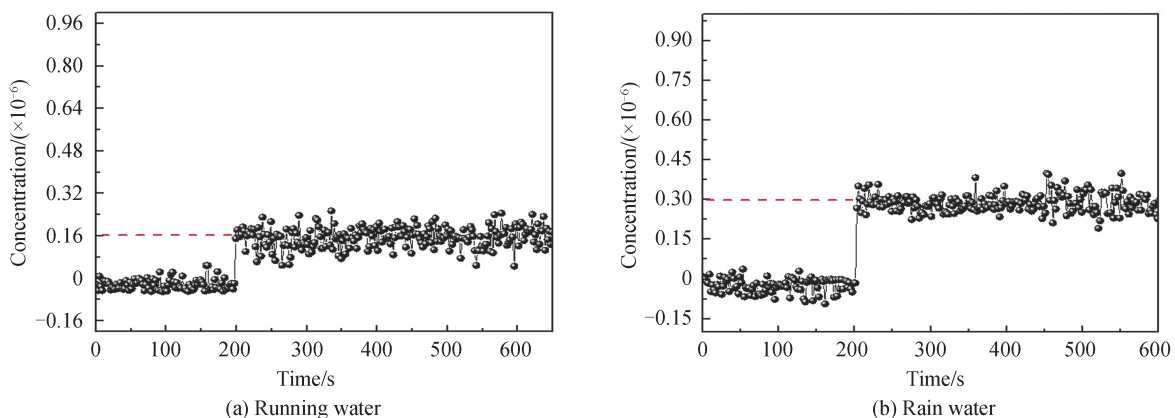 0.96
0.80
0.64
0.48
0.32
0.16
0
−0.16
Concentration/(×10⁻⁶)
0 100 200 300 400 500 600
Time/s
(a) Running water
0.90
0.75
0.60
0.45
0.30
0.15
0
−0.15
Concentration/(×10⁻⁶)
0 100 200 300 400 500 600
Time/s
(b) Rain water